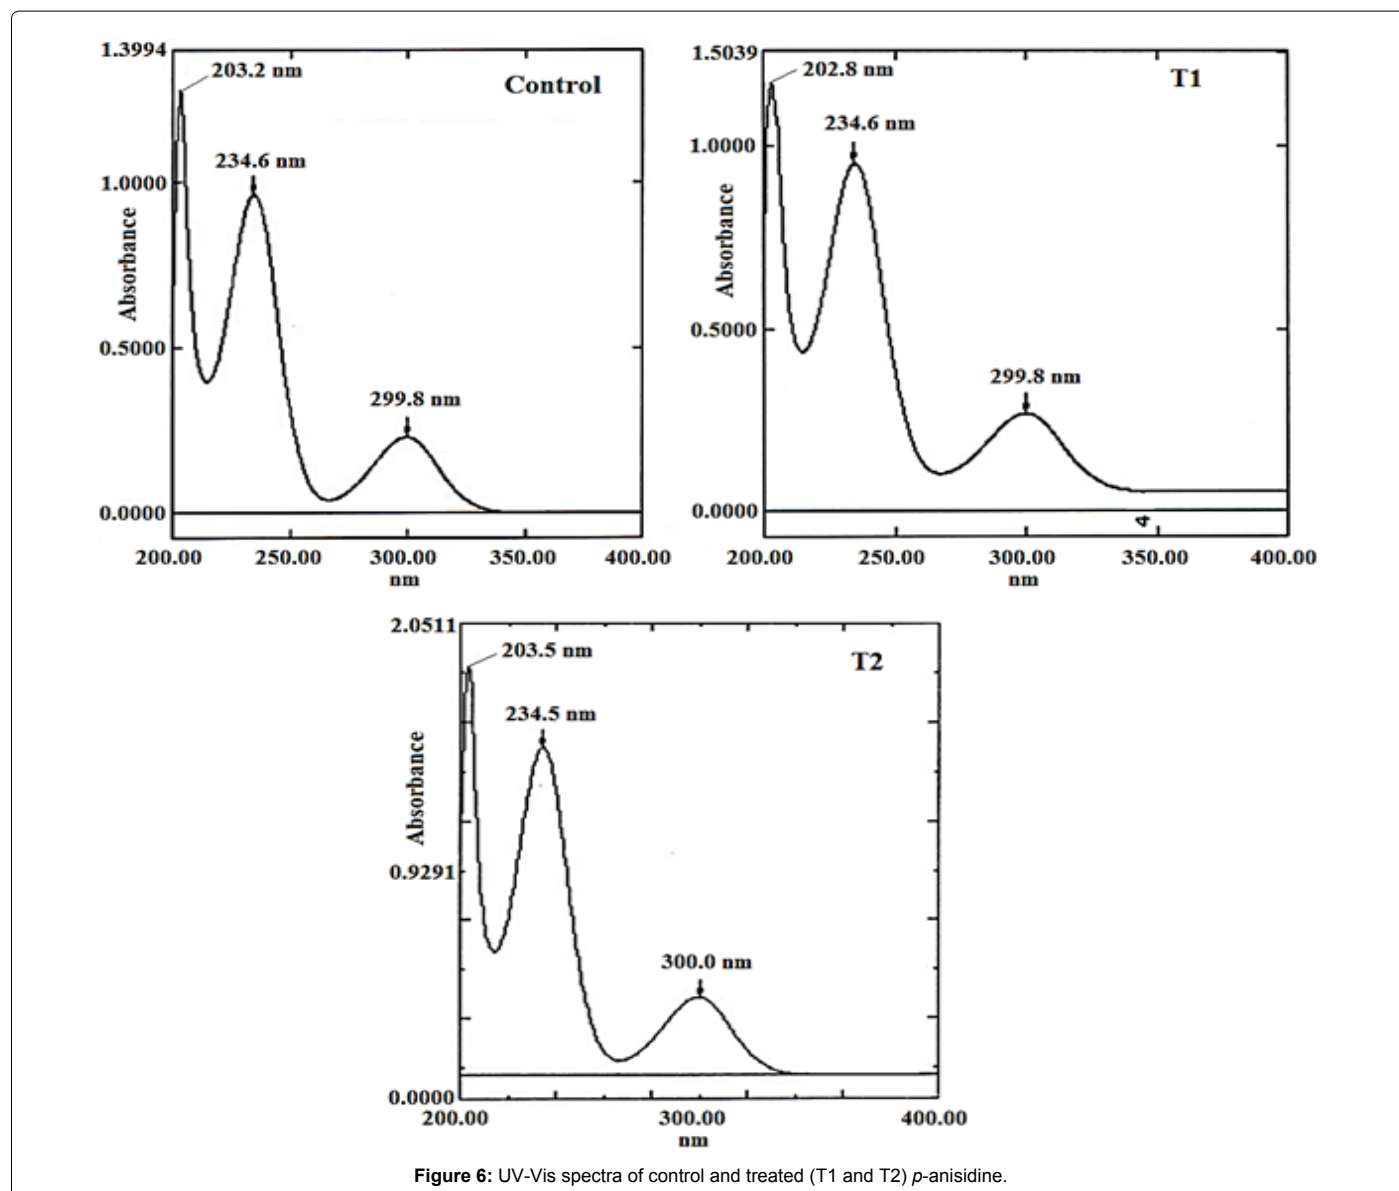 1.3994
203.2 nm
Control
234.6 nm
1.0000
Absorbance
0.5000
299.8 nm
0.0000
200.00 250.00 300.00 350.00 400.00
nm
1.5039
202.8 nm
T1
234.6 nm
1.0000
Absorbance
0.5000
299.8 nm
0.0000
4
200.00 250.00 300.00 350.00 400.00
nm
2.0511
203.5 nm
T2
234.5 nm
Absorbance
0.9291
300.0 nm
0.0000
200.00 300.00 400.00
nm
Figure 6: UV-Vis spectra of control and treated (T1 and T2) p-anisidine.